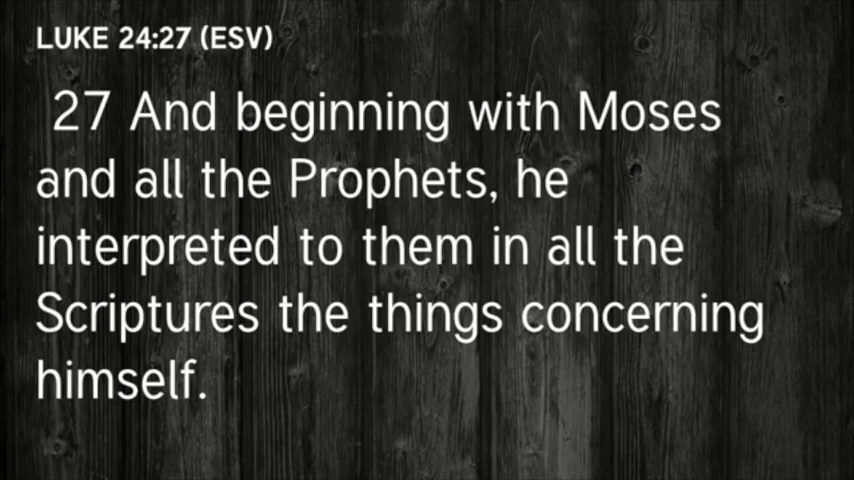 LUKE 24:27 (ESV)
27 And beginning with Moses
and all the Prophets, he
interpreted to them in all the
Scriptures the things concerning
himself.